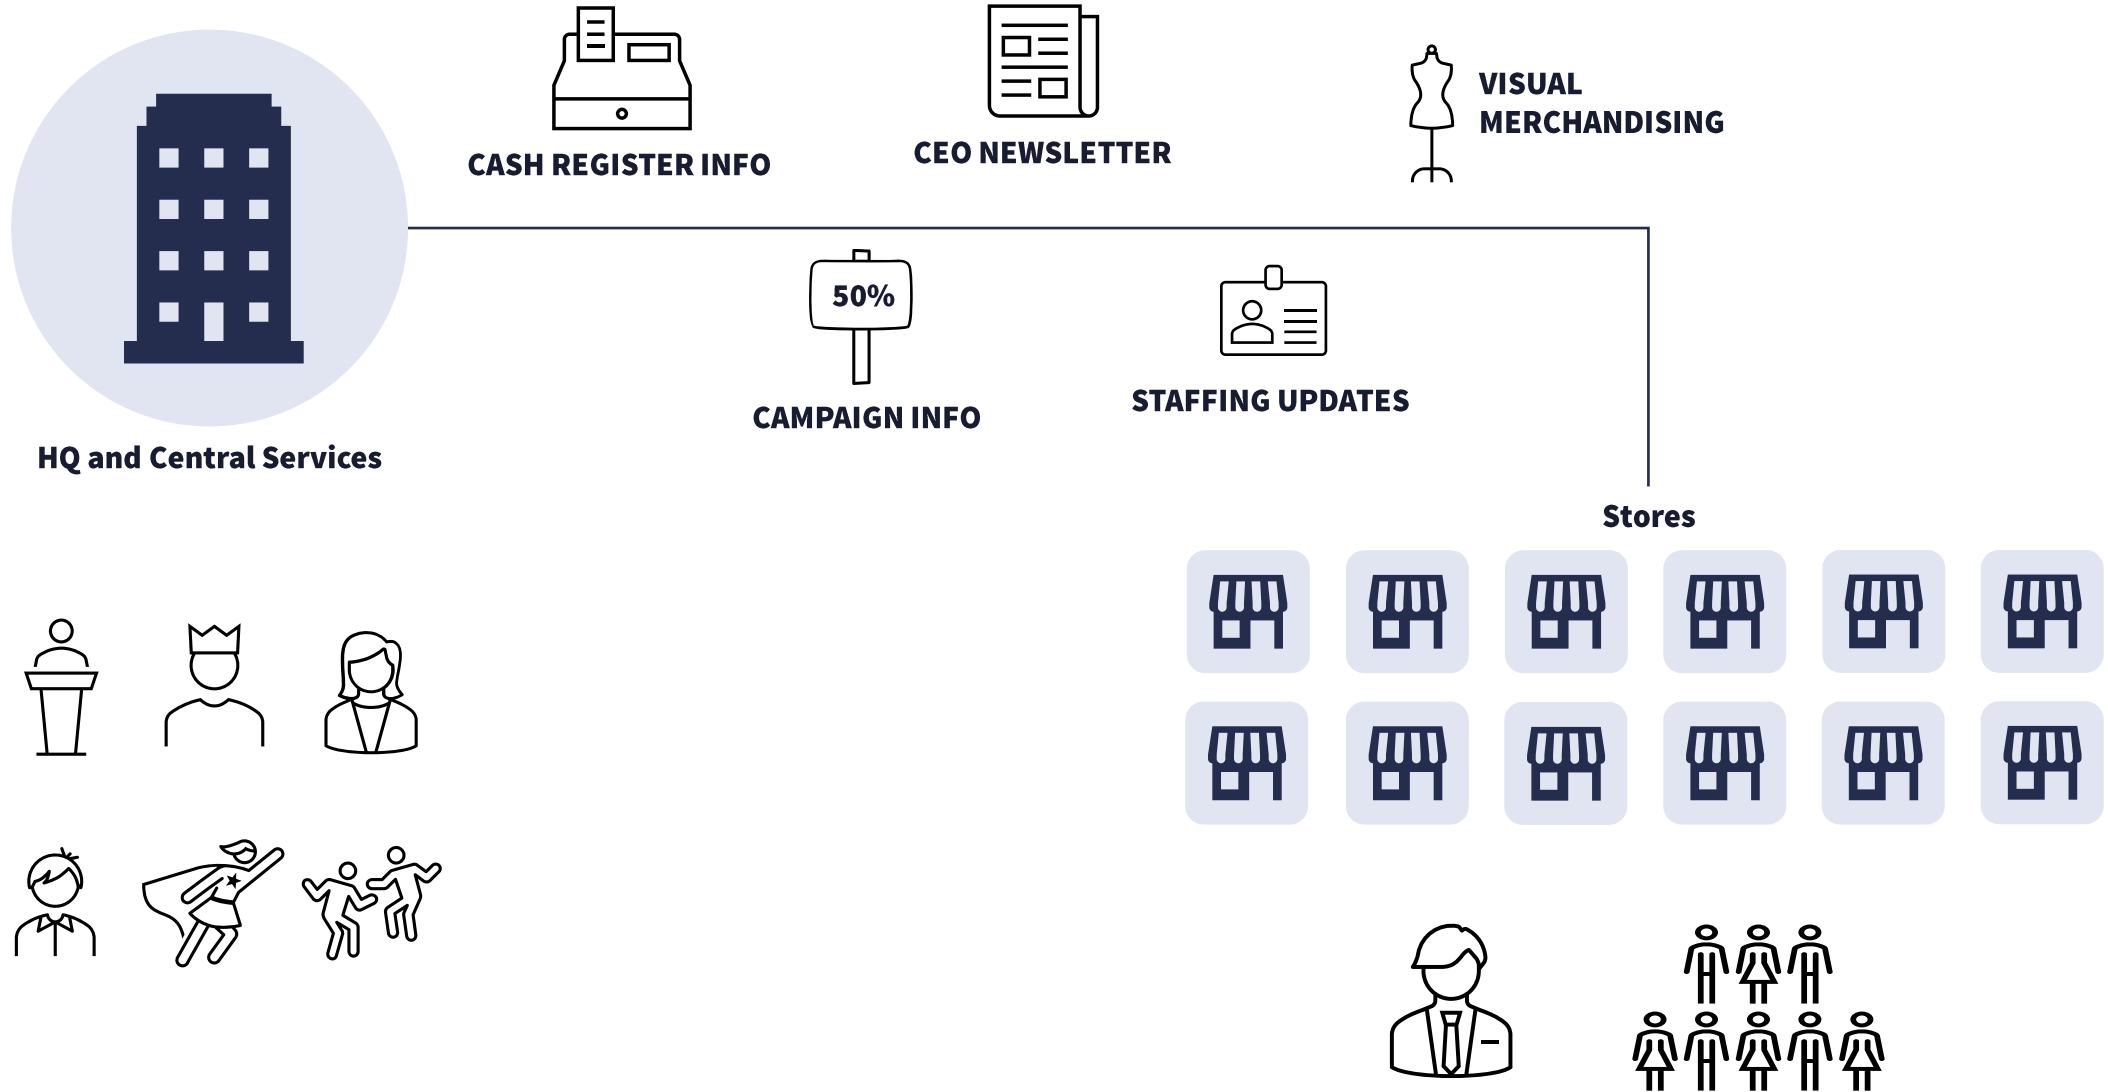 CASH REGISTER INFO
CEO NEWSLETTER
VISUAL
MERCHANDISING
50%
CAMPAIGN INFO
STAFFING UPDATES
HQ and Central Services
Stores